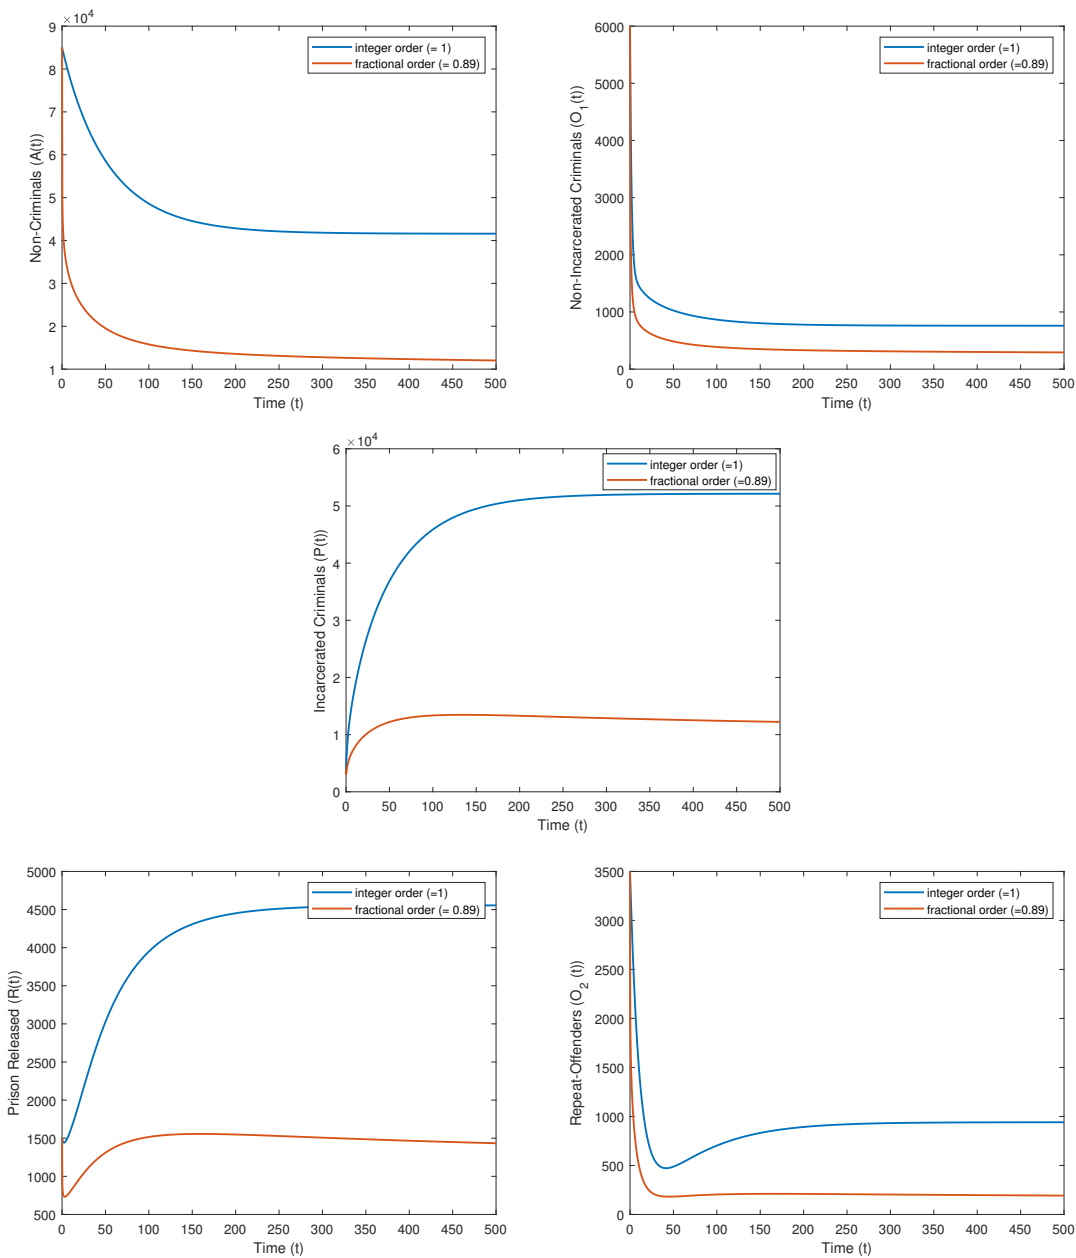 ×10⁴
9
8
7
6
5
4
3
2
1
Non-Criminals (A(t))
integer order (= 1)
fractional order (= 0.89)
0 50 100 150 200 250 300 350 400 450 500
Time (t)
6000
5000
4000
3000
2000
1000
0
Non-Incarcerated Criminals (O₁(t))
integer order (=1)
fractional order (=0.89)
0 50 100 150 200 250 300 350 400 450 500
Time (t)
×10⁴
6
5
4
3
2
1
0
Incarcerated Criminals (P(t))
integer order (=1)
fractional order (=0.89)
0 50 100 150 200 250 300 350 400 450 500
Time (t)
5000
4500
4000
3500
3000
2500
2000
1500
1000
500
Prison Released (R(t))
integer order (=1)
fractional order (= 0.89)
0 50 100 150 200 250 300 350 400 450 500
Time (t)
3500
3000
2500
2000
1500
1000
500
0
Repeat-Offenders (O₂ (t))
integer order (=1)
fractional order (=0.89)
0 50 100 150 200 250 300 350 400 450 500
Time (t)